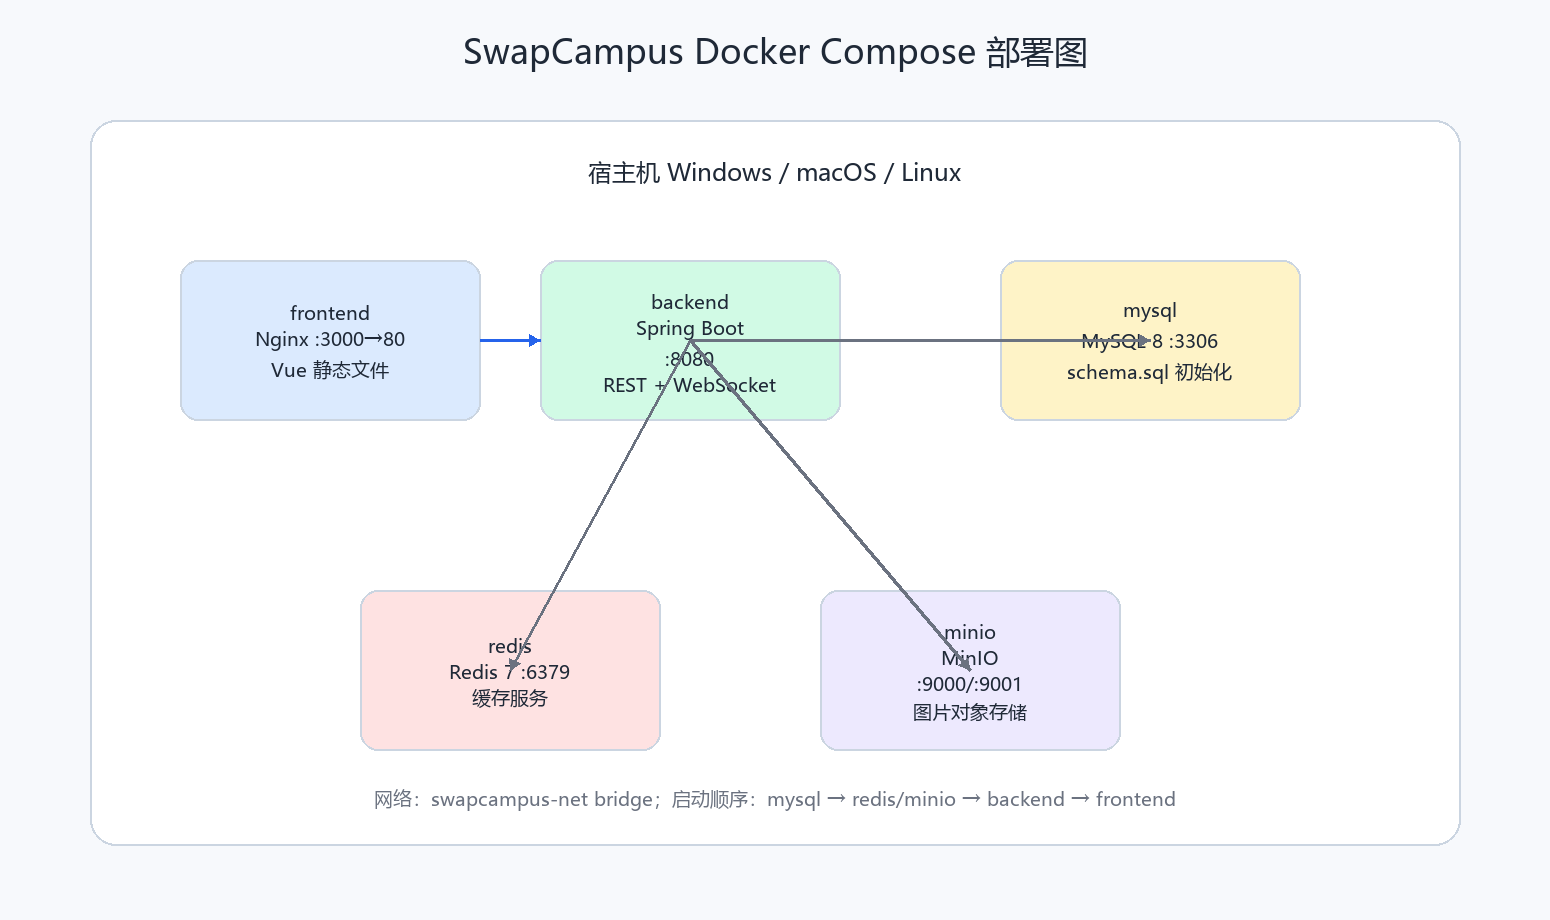 SwapCampus Docker Compose 部署图
宿主机 Windows / macOS / Linux
frontend
Nginx :3000→80
Vue 静态文件
backend
Spring Boot
:8080
REST + WebSocket
mysql
MySQL 8 :3306
schema.sql 初始化
redis
Redis 7 :6379
缓存服务
minio
MinIO
:9000/:9001
图片对象存储
网络：swapcampus-net bridge；启动顺序：mysql → redis/minio → backend → frontend